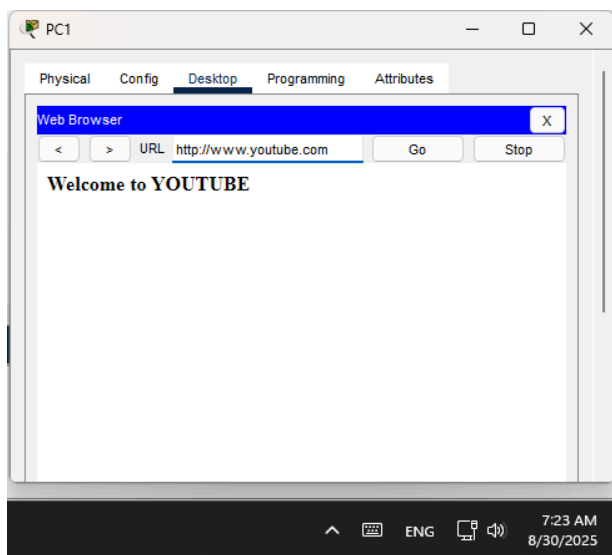 PC1
Physical Config Desktop Programming Attributes
Web Browser X
< > URL http://www.youtube.com Go Stop
Welcome to YOUTUBE
ENG 7:23 AM
8/30/2025